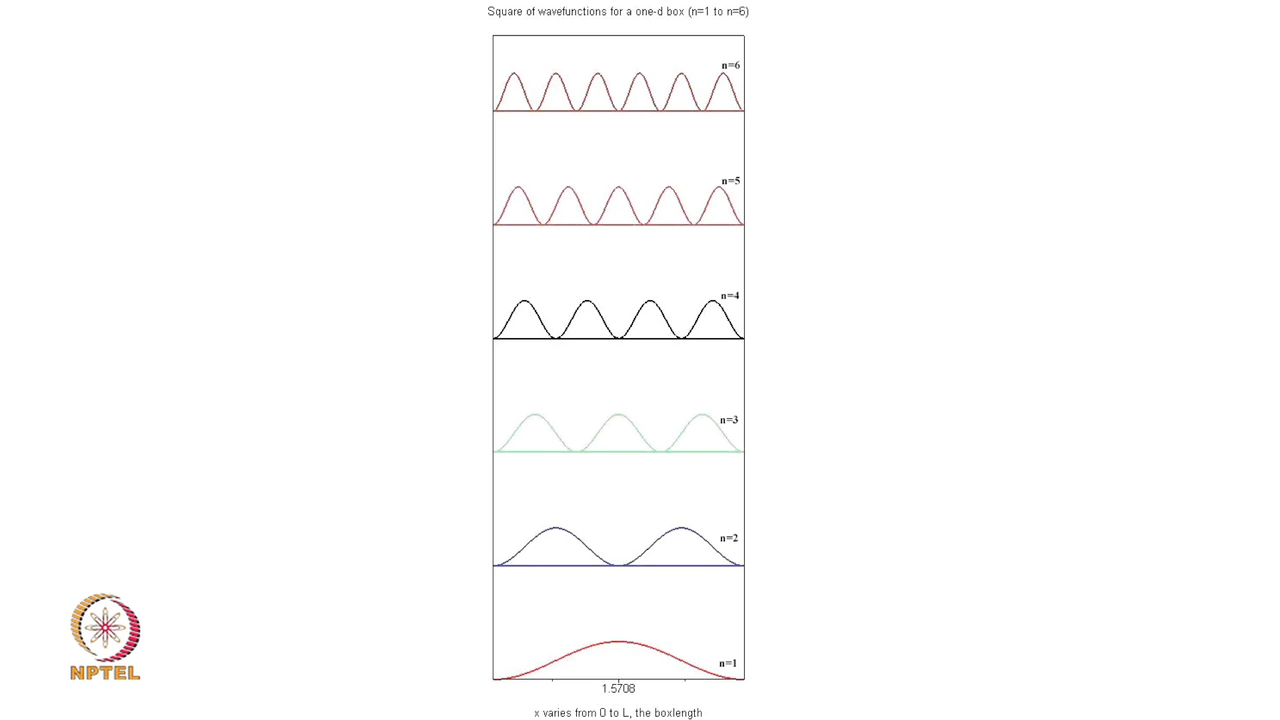 Square of wavefunctions for a one-d box (n=1 to n=6)
n=6
n=5
n=4
n=3
n=2
n=1
1.5708
x varies from 0 to L, the boxlength
NPTEL